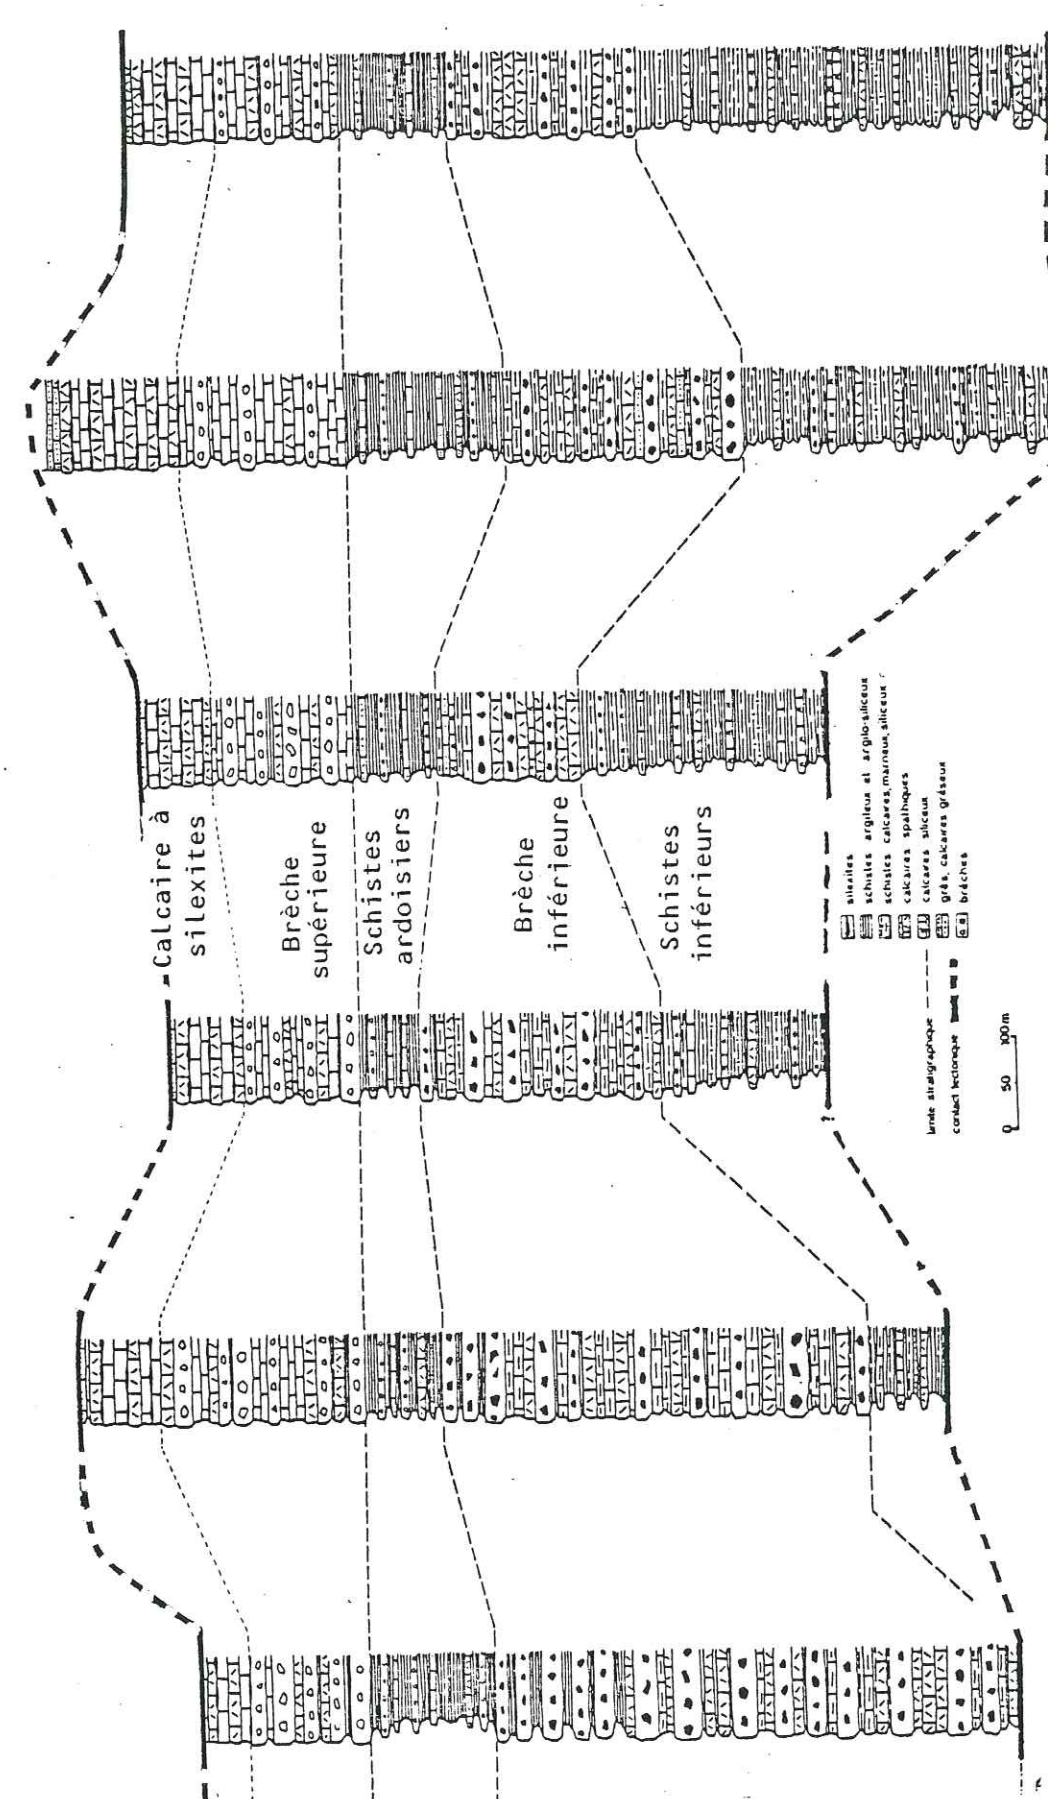 Calcaire à
silexites
Brèche
supérieure
Schistes
ardoisiers
Brèche
inférieure
Schistes
inférieurs
silexites
schistes argileux et argilo-siliceux
schistes calcaires, marneux, siliceux
calcaires spathiques
calcaires siliceux
grès, calcaires gréseux
brèches
limite stratigraphique
contact tectonique
0 50 100m
?